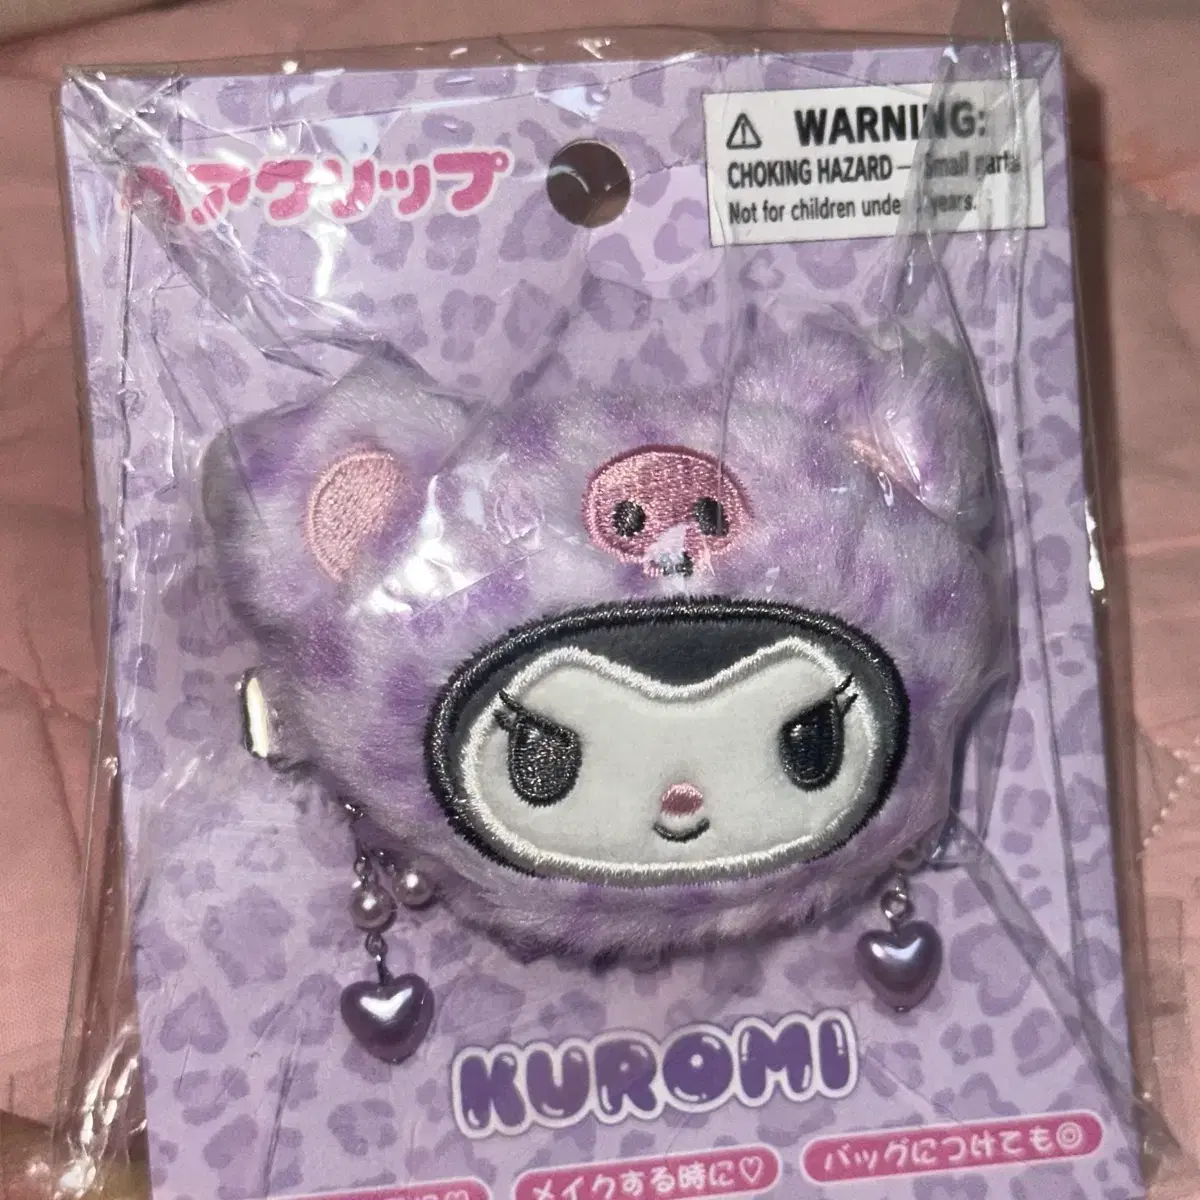 ヘアクリップ
WARNING:
CHOKING HAZARD – Small parts
Not for children under years.
KUROMI
メイクする時に♡
バッグにつけても◎